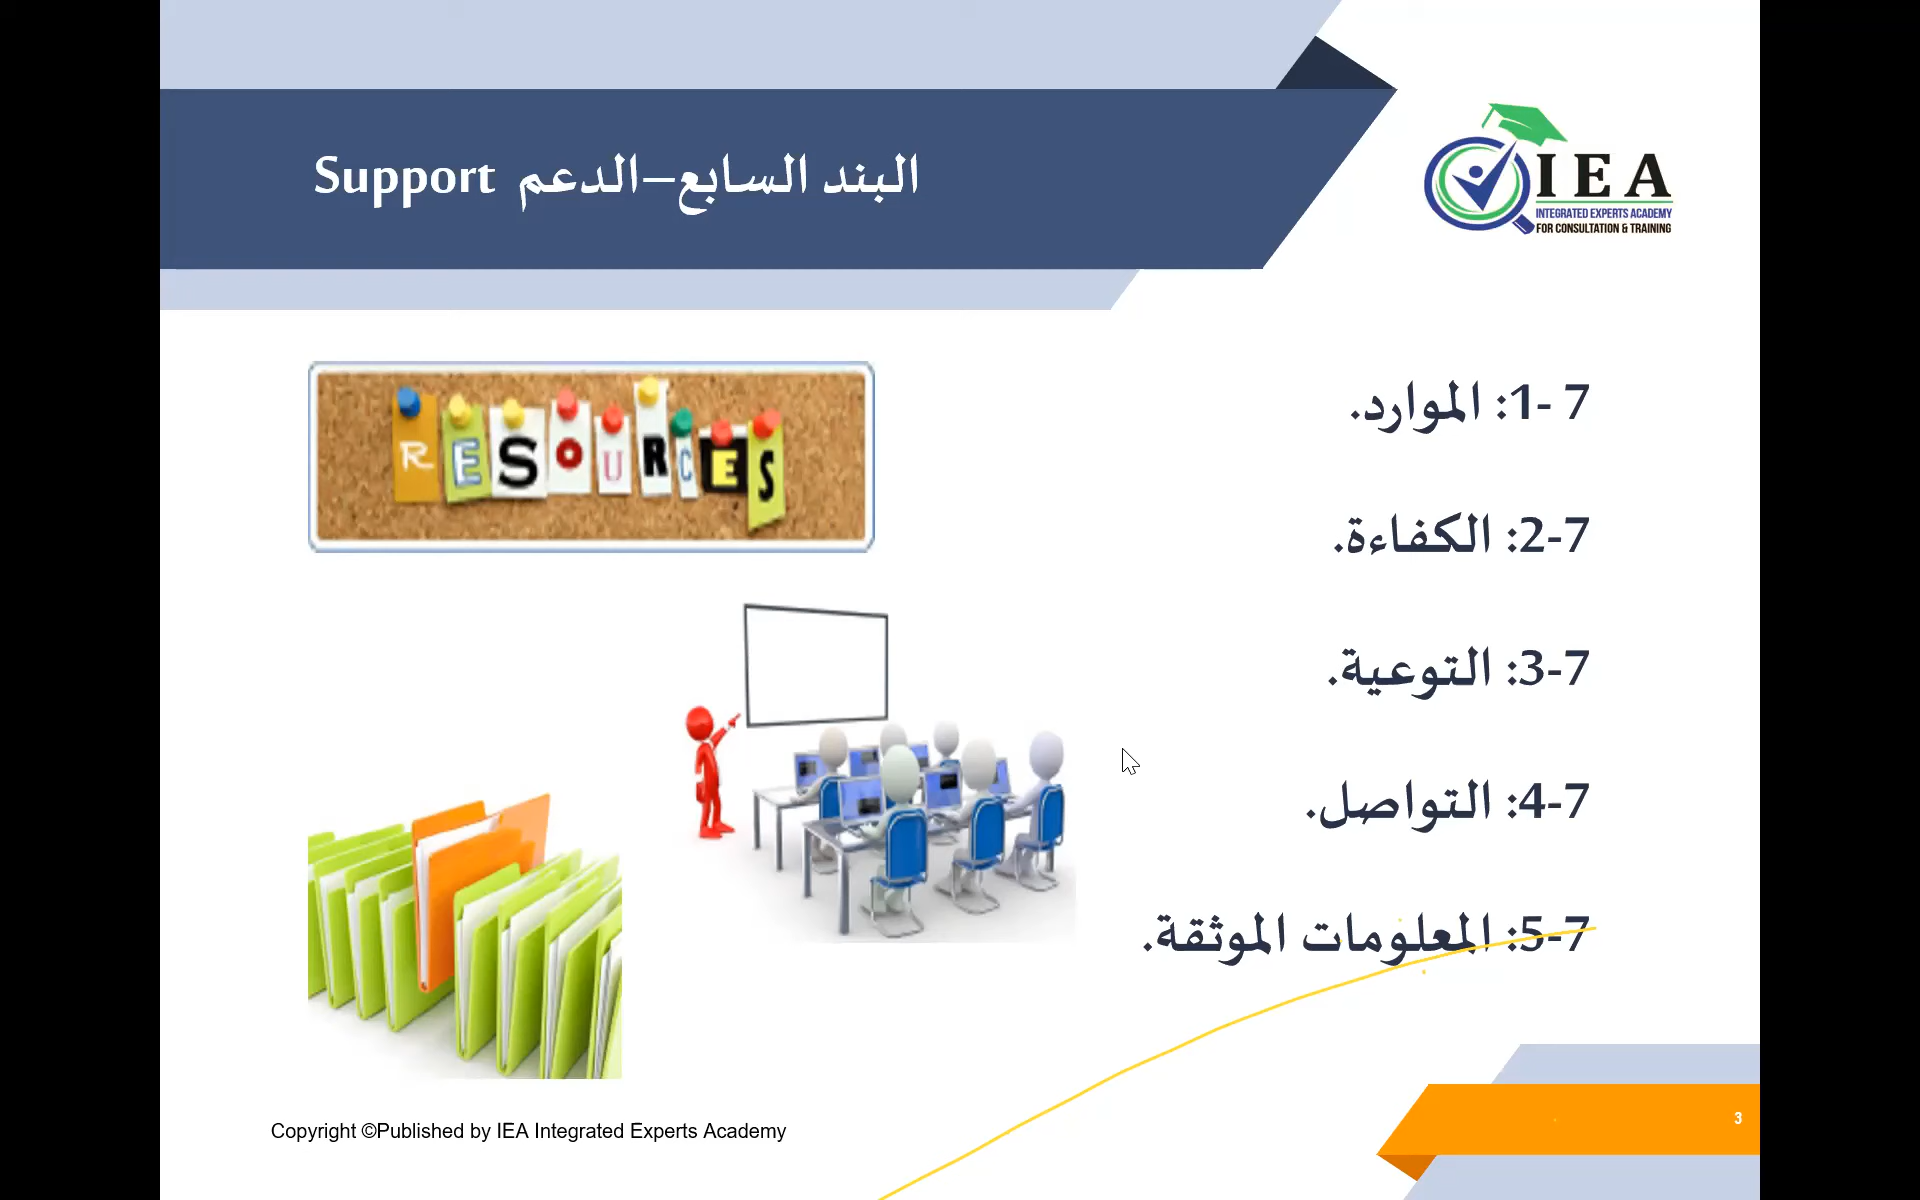 البند السابع–الدعم Support
IEA
INTEGRATED EXPERTS ACADEMY
FOR CONSULTATION & TRAINING
RESOURCES
7 -1: الموارد.
7-2: الكفاءة.
7-3: التوعية.
7-4: التواصل.
7-5: المعلومات الموثقة.
Copyright ©Published by IEA Integrated Experts Academy
3